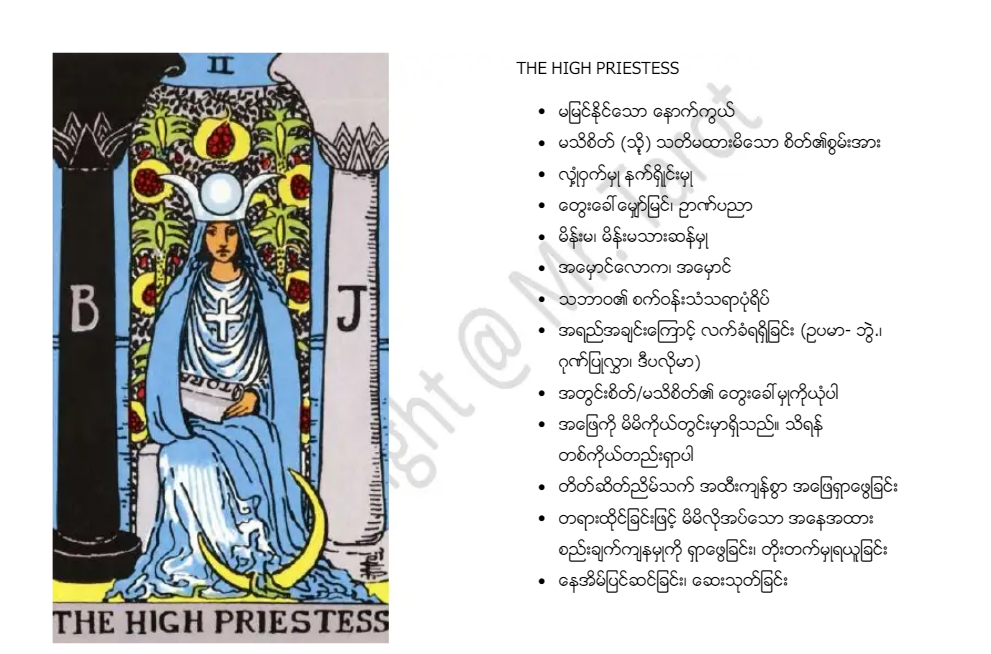 II
B
J
TORA
THE HIGH PRIESTESS
THE HIGH PRIESTESS
• မမြင်နိုင်သော နောက်ကွယ်
• မသိစိတ် (သို့) သတိမထားမိသော စိတ်၏စွမ်းအား
• လျှို့ဝှက်မှု နက်ရှိုင်းမှု
• တွေးခေါ်မျှော်မြင်၊ ဉာဏ်ပညာ
• မိန်းမ၊ မိန်းမသားဆန်မှု
• အမှောင်လောက၊ အမှောင်
• သဘာဝ၏ စက်ဝန်းသံသရာပုံရိပ်
• အရည်အချင်းကြောင့် လက်ခံရရှိခြင်း (ဥပမာ- ဘွဲ့၊
ဂုဏ်ပြုလွှာ၊ ဒီပလိုမာ)
• အတွင်းစိတ်/မသိစိတ်၏ တွေးခေါ်မှုကိုယုံပါ
• အဖြေကို မိမိကိုယ်တွင်းမှာရှိသည်။ သိရန်
တစ်ကိုယ်တည်းရှာပါ
• တိတ်ဆိတ်ညိမ်သက် အထီးကျန်စွာ အဖြေရှာဖွေခြင်း
• တရားထိုင်ခြင်းဖြင့် မိမိလိုအပ်သော အနေအထား
စည်းချက်ကျနမှုကို ရှာဖွေခြင်း၊ တိုးတက်မှုရယူခြင်း
• နေအိမ်ပြင်ဆင်ခြင်း၊ ဆေးသုတ်ခြင်း
ght @ Mr. Tarot